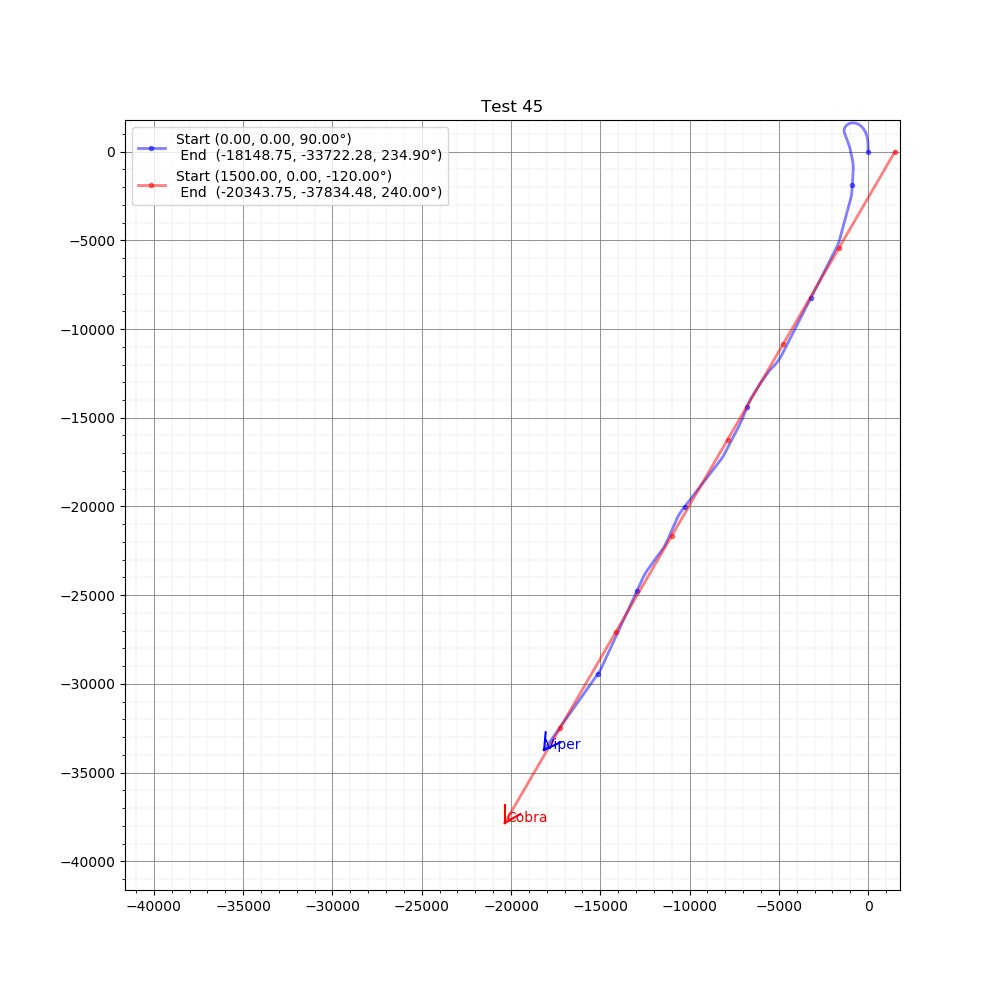 Test 45
Start (0.00, 0.00, 90.00°)
End  (-18148.75, -33722.28, 234.90°)
Start (1500.00, 0.00, -120.00°)
End  (-20343.75, -37834.48, 240.00°)
0
−5000
−10000
−15000
−20000
−25000
−30000
−35000
−40000
Viper
Cobra
−40000 −35000 −30000 −25000 −20000 −15000 −10000 −5000 0